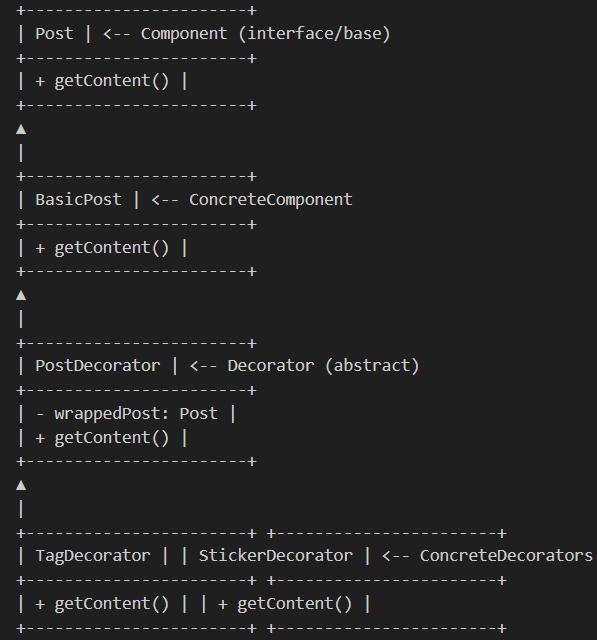 +-----------------------+
| Post | <-- Component (interface/base)
+-----------------------+
| + getContent() |
+-----------------------+
▲
|
+-----------------------+
| BasicPost | <-- ConcreteComponent
+-----------------------+
| + getContent() |
+-----------------------+
▲
|
+-----------------------+
| PostDecorator | <-- Decorator (abstract)
+-----------------------+
| - wrappedPost: Post |
| + getContent() |
+-----------------------+
▲
|
+-----------------------+ +-----------------------+
| TagDecorator | | StickerDecorator | <-- ConcreteDecorators
+-----------------------+ +-----------------------+
| + getContent() | | + getContent() |
+-----------------------+ +-----------------------+